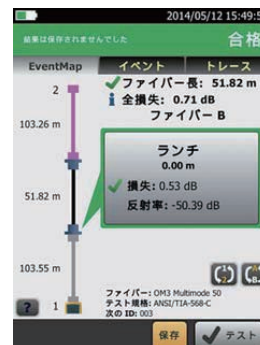 2014/05/12 15:49:5
結果は保存されませんでした
合格
EventMap
イベント
トレース
2
ファイバー長: 51.82 m
全損失: 0.71 dB
ファイバー B
103.26 m
ランチ
0.00 m
損失: 0.53 dB
反射率: -50.39 dB
51.82 m
103.55 m
ファイバー: OM3 Multimode 50
テスト規格: ANSI/TIA-568-C
次の ID: 003
? 1
保存
テスト